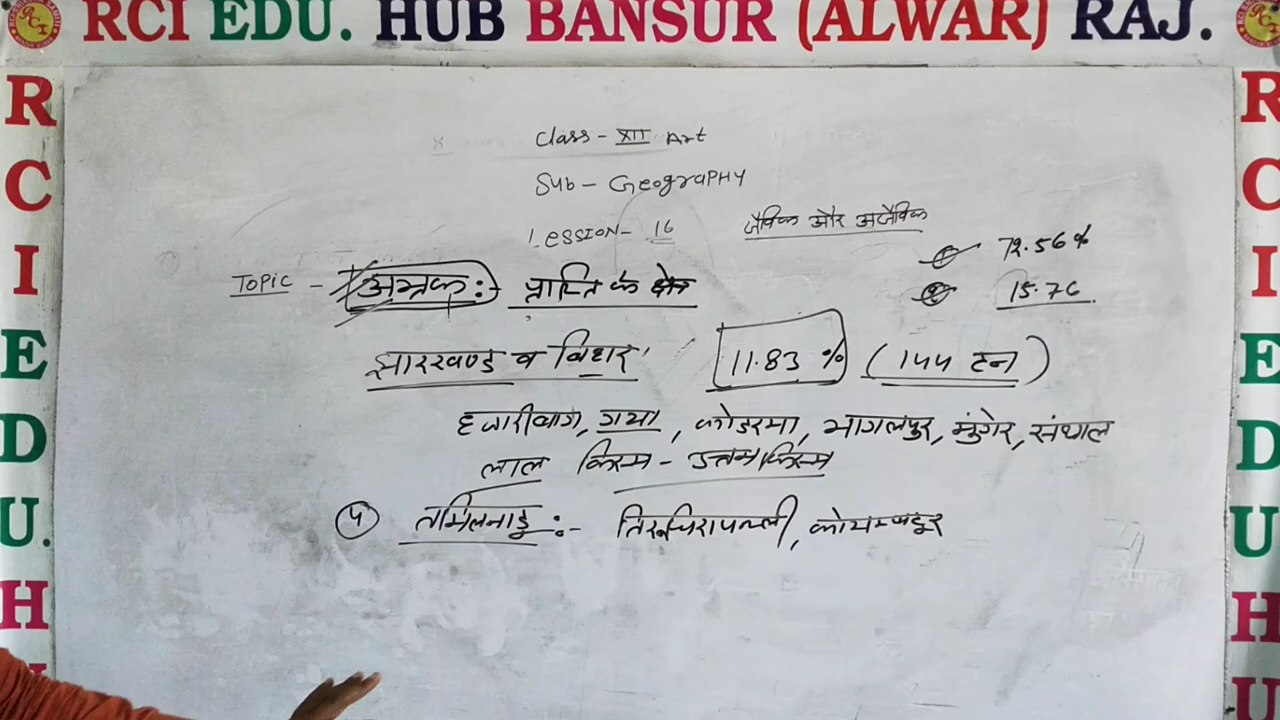 RCI EDU. HUB BANSUR (ALWAR) RAJ.
Class - XII Art
Sub - GeograPHY
LESSION - 16 जैविक और अजैविक
72.56%
TOPIC - अभ्रक :- प्राप्ति के क्षेत्र
15.76
झारखण्ड व बिहार 11.83 % (144 टन)
हजारीबाग, गया, कोडरमा, भागलपुर, मुंगेर, संथाल
लाल किस्म - उत्तम किस्म
5 तमिलनाडू :- तिरूचिरापल्ली, कोयम्बटूर
R
C
I
E
D
U.
H
R
C
I
E
D
U
H
U